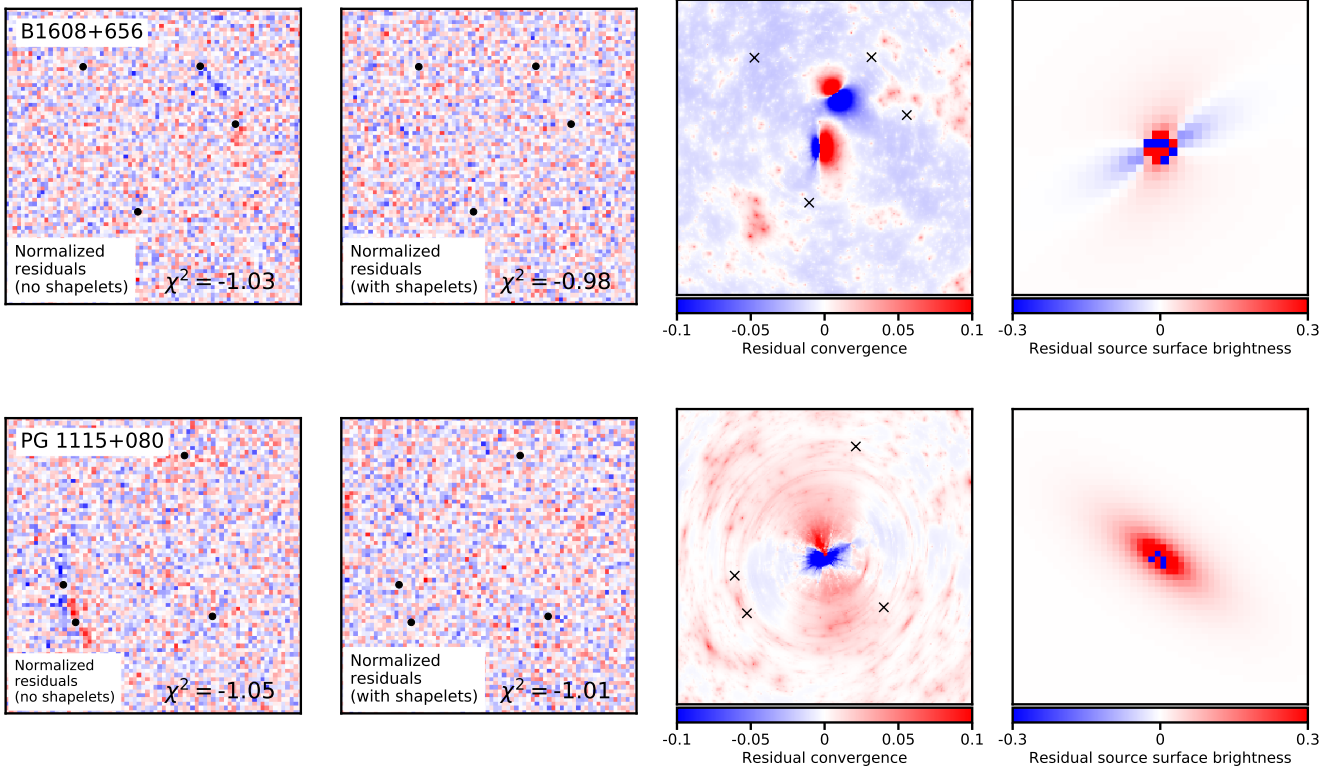 B1608+656
Normalized
residuals
(no shapelets)
χ² = -1.03
Normalized
residuals
(with shapelets)
χ² = -0.98
-0.1 -0.05 0 0.05 0.1
Residual convergence
-0.3 0 0.3
Residual source surface brightness
PG 1115+080
Normalized
residuals
(no shapelets)
χ² = -1.05
Normalized
residuals
(with shapelets)
χ² = -1.01
-0.1 -0.05 0 0.05 0.1
Residual convergence
-0.3 0 0.3
Residual source surface brightness